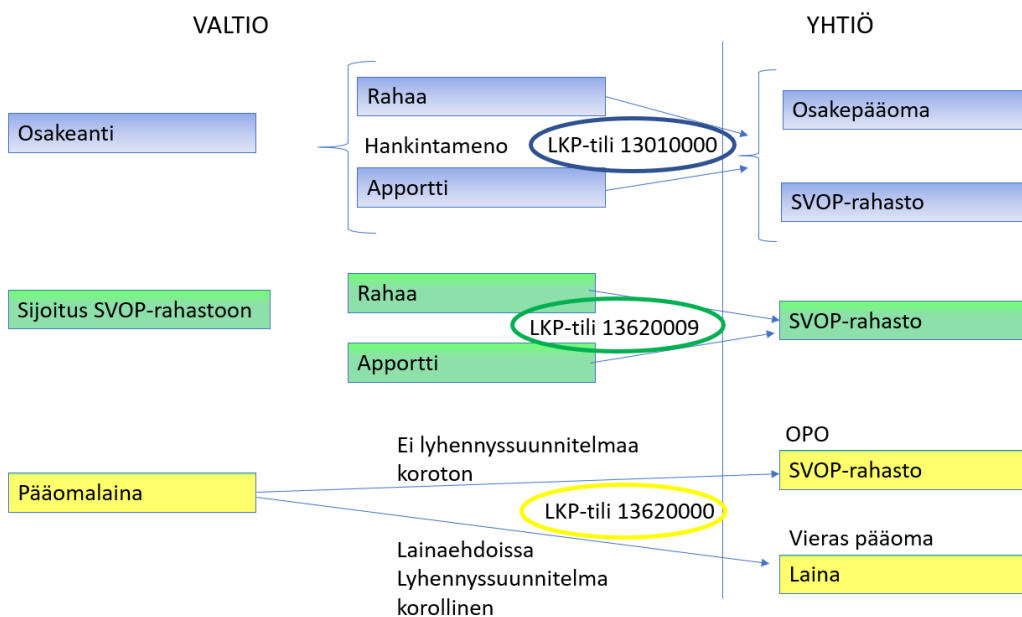 VALTIO
YHTIÖ
Osakeanti
Rahaa
Hankintameno
LKP-tili 13010000
Apportti
Osakepääoma
SVOP-rahasto
Sijoitus SVOP-rahastoon
Rahaa
LKP-tili 13620009
Apportti
SVOP-rahasto
Pääomalaina
Ei lyhennyssuunnitelmaa
koroton
LKP-tili 13620000
Lainaehdoissa
Lyhennyssuunnitelma
korollinen
OPO
SVOP-rahasto
Vieras pääoma
Laina